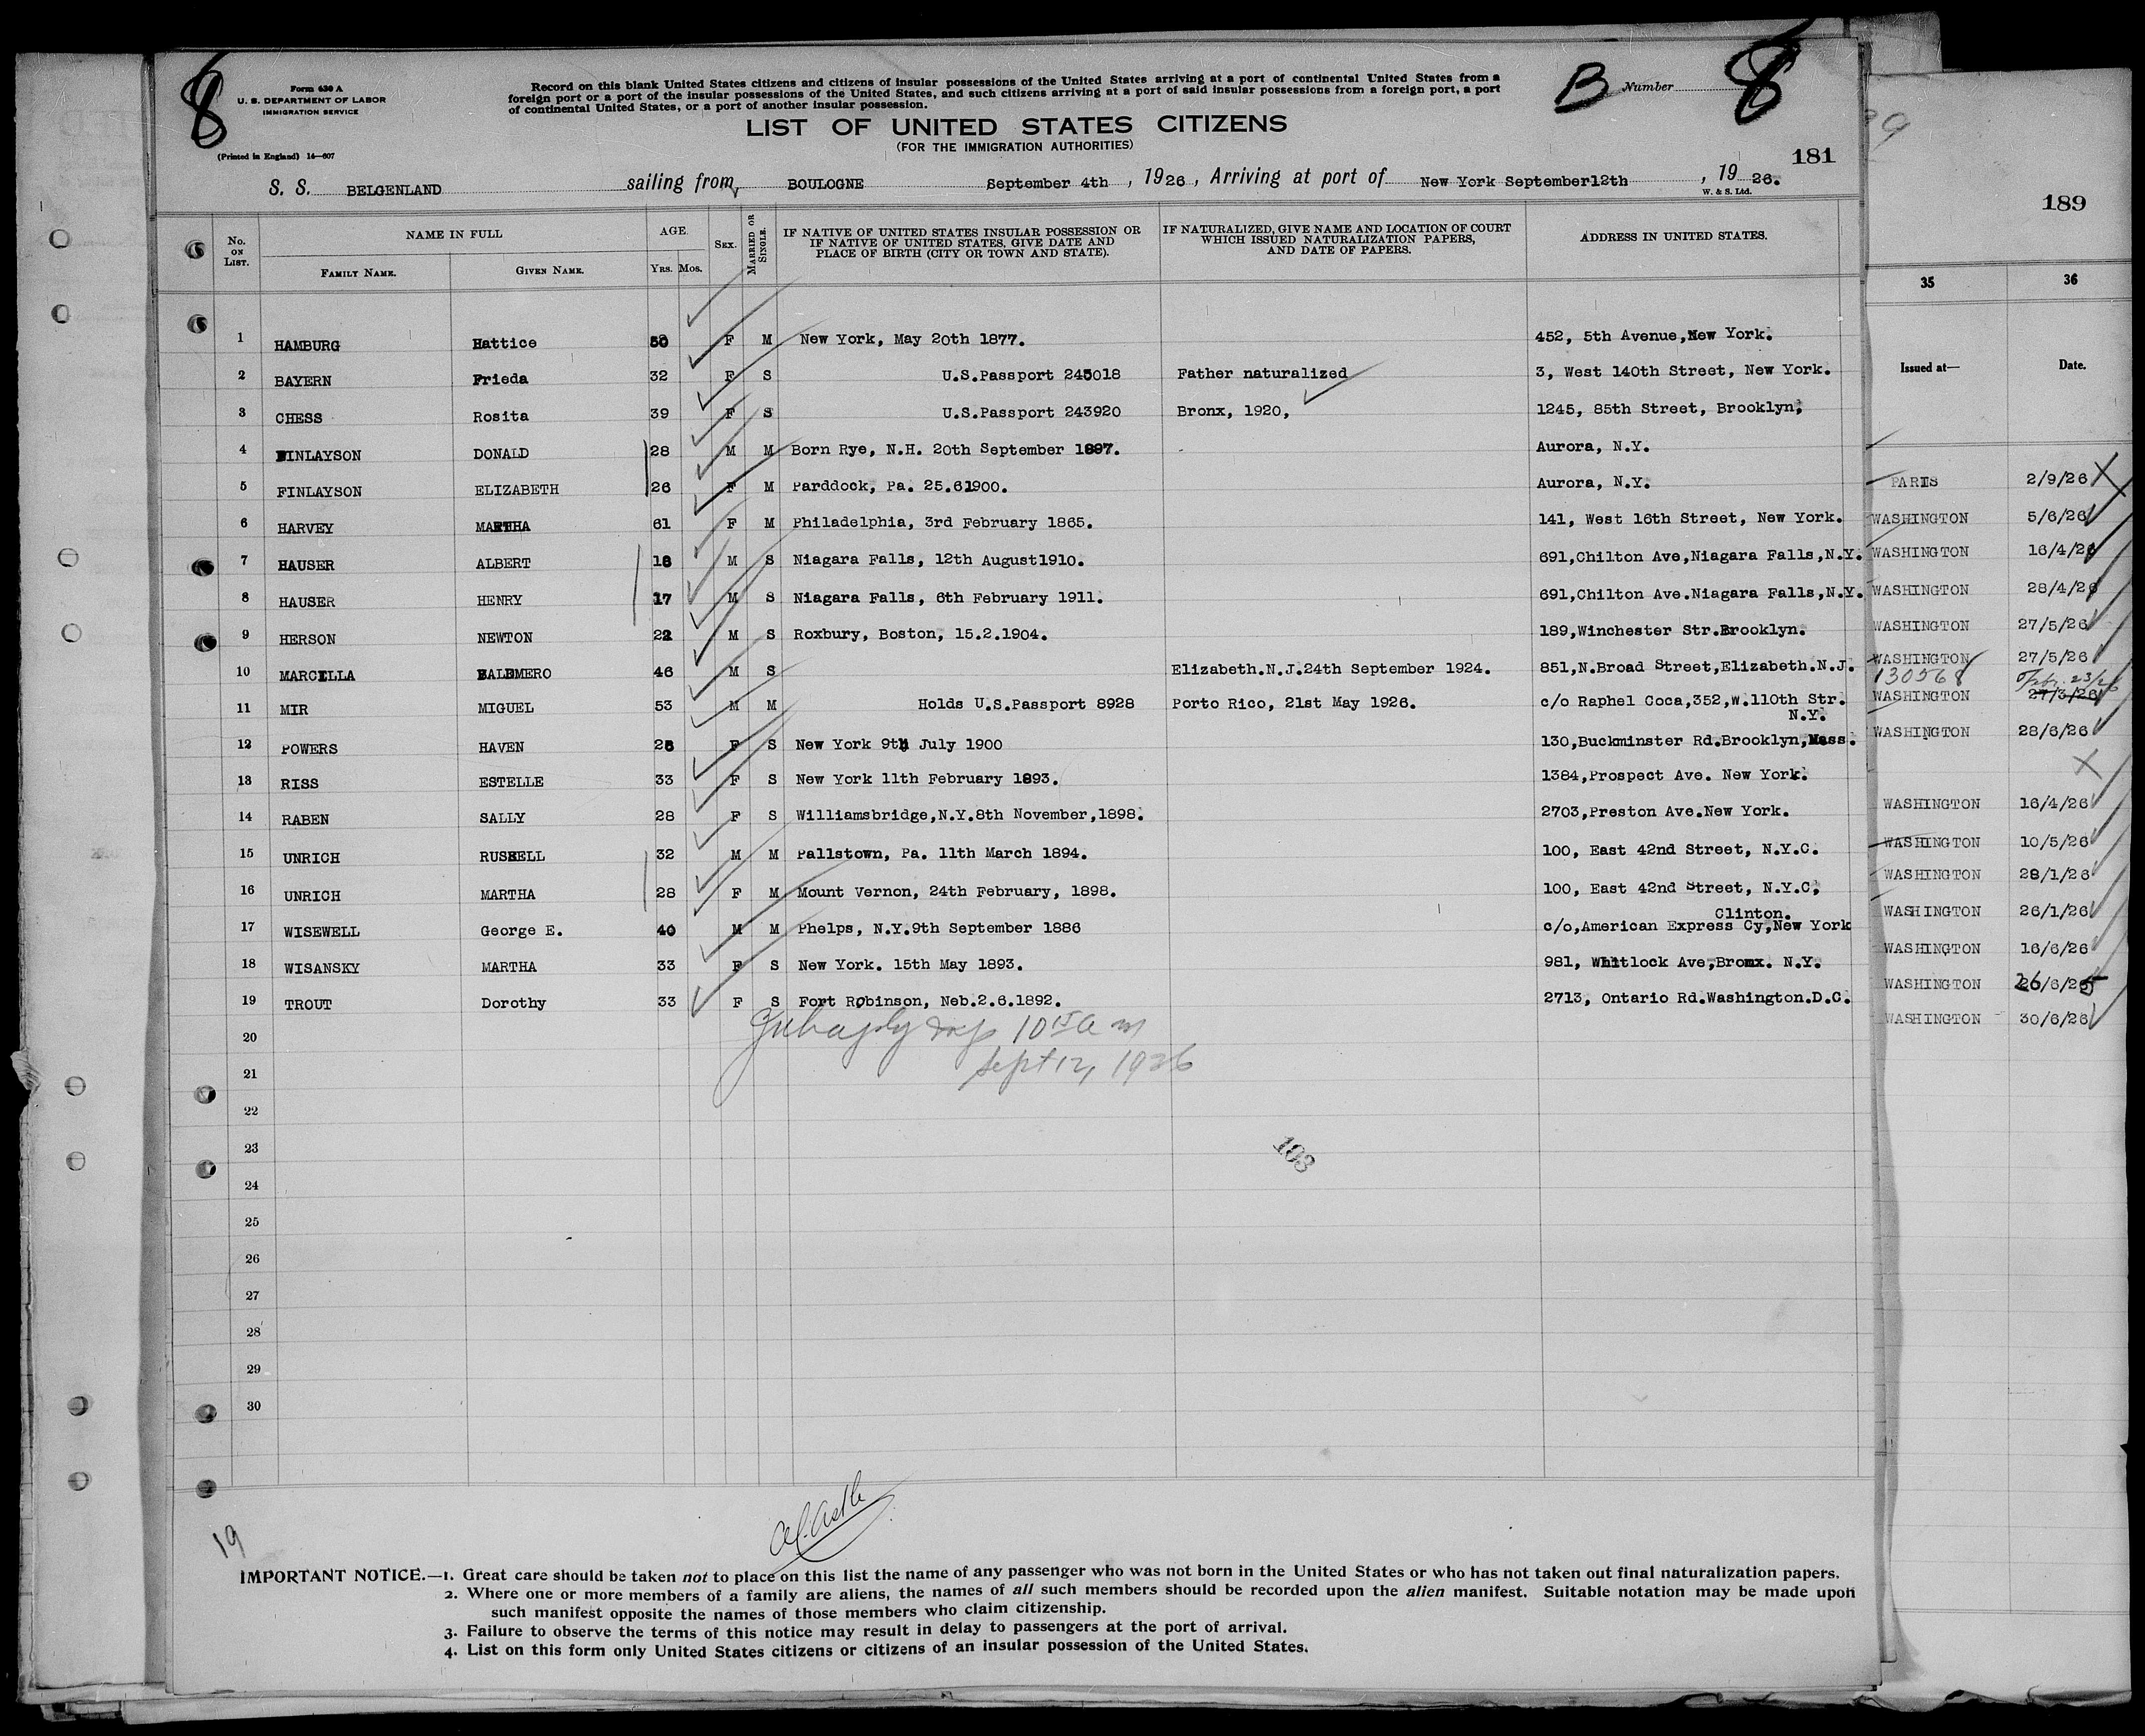 8
Form 630 A
U. S. DEPARTMENT OF LABOR
IMMIGRATION SERVICE
(Printed in England) 14—607
Record on this blank United States citizens and citizens of insular possessions of the United States arriving at a port of continental United States from a
foreign port or a port of the insular possessions of the United States, and such citizens arriving at a port of said insular possessions from a foreign port, a port
of continental United States, or a port of another insular possession.
B Number 8
LIST OF UNITED STATES CITIZENS
(FOR THE IMMIGRATION AUTHORITIES)
181
S. S. BELGENLAND sailing from, BOULOGNE September 4th, 1926, Arriving at port of New York September 12th, 1926.
W. & S. Ltd.
No. ON LIST. NAME IN FULL FAMILY NAME. GIVEN NAME. AGE. YRS. MOS. SEX. MARRIED OR SINGLE. IF NATIVE OF UNITED STATES INSULAR POSSESSION OR IF NATIVE OF UNITED STATES, GIVE DATE AND PLACE OF BIRTH (CITY OR TOWN AND STATE). IF NATURALIZED, GIVE NAME AND LOCATION OF COURT WHICH ISSUED NATURALIZATION PAPERS, AND DATE OF PAPERS. ADDRESS IN UNITED STATES.
1 HAMBURG Hattice 50 F M New York, May 20th 1877. 452, 5th Avenue,New York.
2 BAYERN Frieda 32 F S U.S.Passport 245018 Father naturalized 3, West 140th Street, New York.
3 CHESS Rosita 39 F S U.S.Passport 243920 Bronx, 1920, 1245, 85th Street, Brooklyn,
4 FINLAYSON DONALD 28 M M Born Rye, N.H. 20th September 1897. Aurora, N.Y.
5 FINLAYSON ELIZABETH 26 F M Parddock, Pa. 25.61900. Aurora, N.Y.
6 HARVEY MARTHA 61 F M Philadelphia, 3rd February 1865. 141, West 16th Street, New York.
7 HAUSER ALBERT 16 M S Niagara Falls, 12th August1910. 691,Chilton Ave,Niagara Falls,N.Y.
8 HAUSER HENRY 17 M S Niagara Falls, 6th February 1911. 691,Chilton Ave.Niagara Falls,N.Y.
9 HERSON NEWTON 22 M S Roxbury, Boston, 15.2.1904. 189,Winchester Str.Brooklyn.
10 MARCILLA BALDMERO 46 M S Elizabeth.N.J.24th September 1924. 851,N.Broad Street,Elizabeth.N.J.
11 MIR MIGUEL 53 M M Holds U.S.Passport 8928 Porto Rico, 21st May 1926. c/o Raphel Coca,352,W.110th Str.
N.Y.
12 POWERS HAVEN 26 F S New York 9th July 1900 130,Buckminster Rd.Brooklyn,Mass.
13 RISS ESTELLE 33 F S New York 11th February 1893. 1384,Prospect Ave. New York.
14 RABEN SALLY 28 F S Williamsbridge,N.Y.8th November,1898. 2703,Preston Ave.New York.
15 UNRICH RUSSELL 32 M M Pallstown, Pa. 11th March 1894. 100, East 42nd Street, N.Y.C.
16 UNRICH MARTHA 28 F M Mount Vernon, 24th February, 1898. 100, East 42nd Street, N.Y.C,
Clinton.
17 WISEWELL George E. 40 M M Phelps, N.Y.9th September 1886 c/o,American Express Cy,New York
18 WISANSKY MARTHA 33 F S New York. 15th May 1893. 981, Whitlock Ave,Bronx. N.Y.
19 TROUT Dorothy 33 F S Fort Robinson, Neb.2.6.1892. 2713, Ontario Rd.Washington.D.C.
20
10 15 a m
Sept 12, 1926
21
22
23
103
24
25
26
27
28
29
30
19
IMPORTANT NOTICE.—1. Great care should be taken not to place on this list the name of any passenger who was not born in the United States or who has not taken out final naturalization papers.
2. Where one or more members of a family are aliens, the names of all such members should be recorded upon the alien manifest. Suitable notation may be made upon
such manifest opposite the names of those members who claim citizenship.
3. Failure to observe the terms of this notice may result in delay to passengers at the port of arrival.
4. List on this form only United States citizens or citizens of an insular possession of the United States.
189
35 36
Issued at— Date.
PARIS 2/9/26
WASHINGTON 5/6/26
WASHINGTON 16/4/26
WASHINGTON 28/4/26
WASHINGTON 27/5/26
WASHINGTON 27/5/26
130568 Feb. 23/26
WASHINGTON 27/3/26
WASHINGTON 28/6/26
WASHINGTON 16/4/26
WASHINGTON 10/5/26
WASHINGTON 28/1/26
WASHINGTON 26/1/26
WASHINGTON 16/6/26
WASHINGTON 26/6/25
WASHINGTON 30/6/26